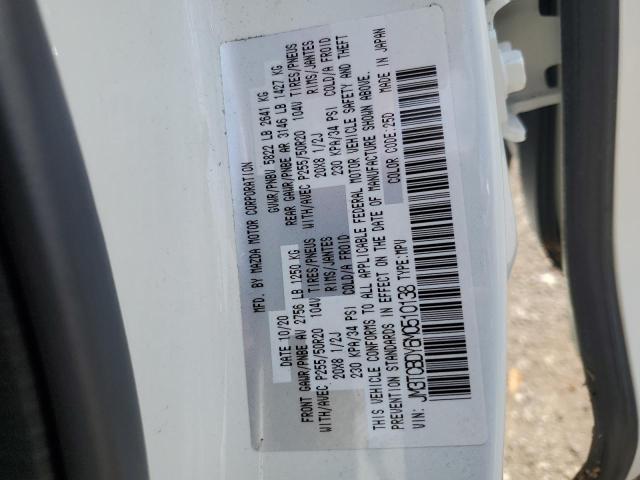 MFD. BY MAZDA MOTOR CORPORATION
DATE 10/20 GVWR/PNBV 5822 LB 2641 KG
FRONT GAWR/PNBE AV 2756 LB 1250 KG REAR GAWR/PNBE AR 3146 LB 1427 KG
WITH/AVEC P255/50R20 104V TIRES/PNEUS WITH/AVEC P255/50R20 104V TIRES/PNEUS
20X8 1/2J RIMS/JANTES 20X8 1/2J RIMS/JANTES
230 KPA/34 PSI COLD/A FROID 230 KPA/34 PSI COLD/A FROID
THIS VEHICLE CONFORMS TO ALL APPLICABLE FEDERAL MOTOR VEHICLE SAFETY AND THEFT
PREVENTION STANDARDS IN EFFECT ON THE DATE OF MANUFACTURE SHOWN ABOVE.
VIN: JM3TCBDY6M0510138 TYPE:MPV COLOR CODE:25D MADE IN JAPAN